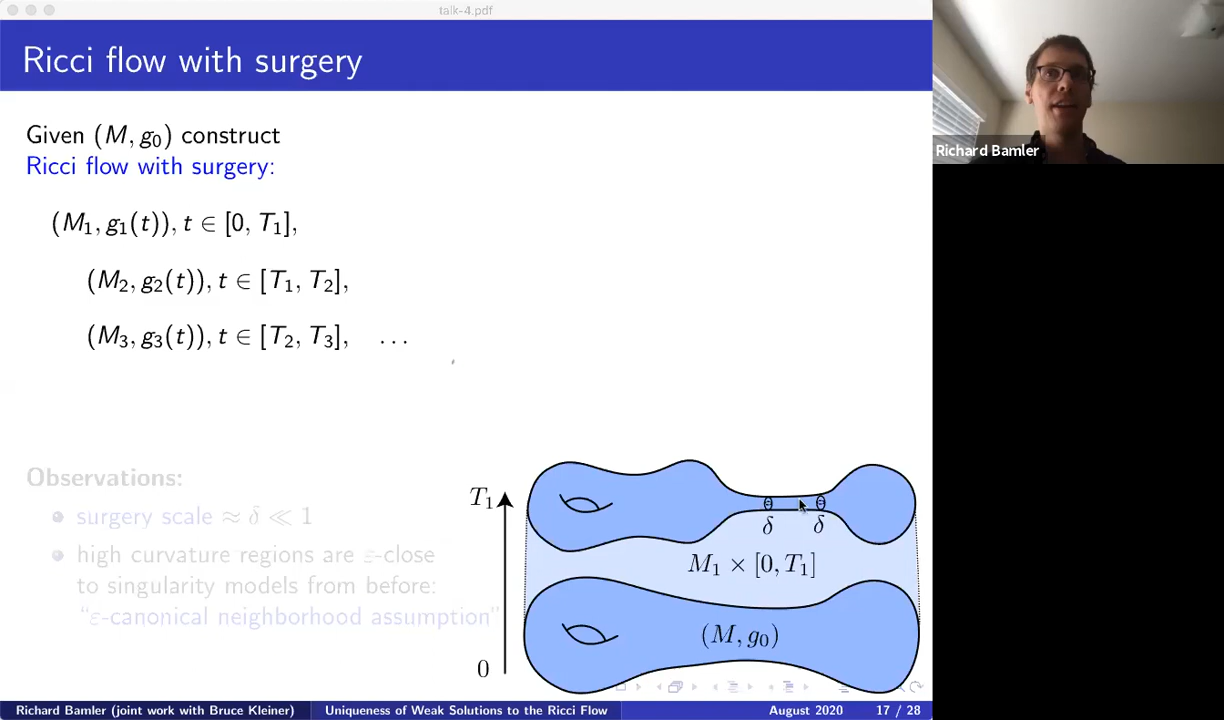 talk-4.pdf
Ricci flow with surgery
Richard Bamler
Given (M, g₀) construct
Ricci flow with surgery:
(M₁, g₁(t)), t ∈ [0, T₁],
(M₂, g₂(t)), t ∈ [T₁, T₂],
(M₃, g₃(t)), t ∈ [T₂, T₃], ...
Observations:
surgery scale ≈ δ ≪ 1
high curvature regions are ε-close
to singularity models from before:
“ε-canonical neighborhood assumption”
T₁
δ δ
M₁ × [0, T₁]
(M, g₀)
0
Richard Bamler (joint work with Bruce Kleiner) Uniqueness of Weak Solutions to the Ricci Flow August 2020 17 / 28